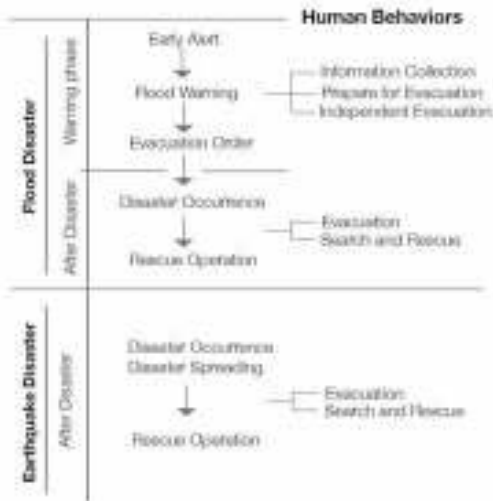 Human Behaviors
Early Alert
Flood Warning
Information Collection
Prepare for Evacuation
Independent Evacuation
Evacuation Order
Disaster Occurrence
Evacuation
Search and Rescue
Rescue Operation
Flood Disaster
Warning phase
After Disaster
Disaster Occurrence
Disaster Spreading
Evacuation
Search and Rescue
Rescue Operation
Earthquake Disaster
After Disaster